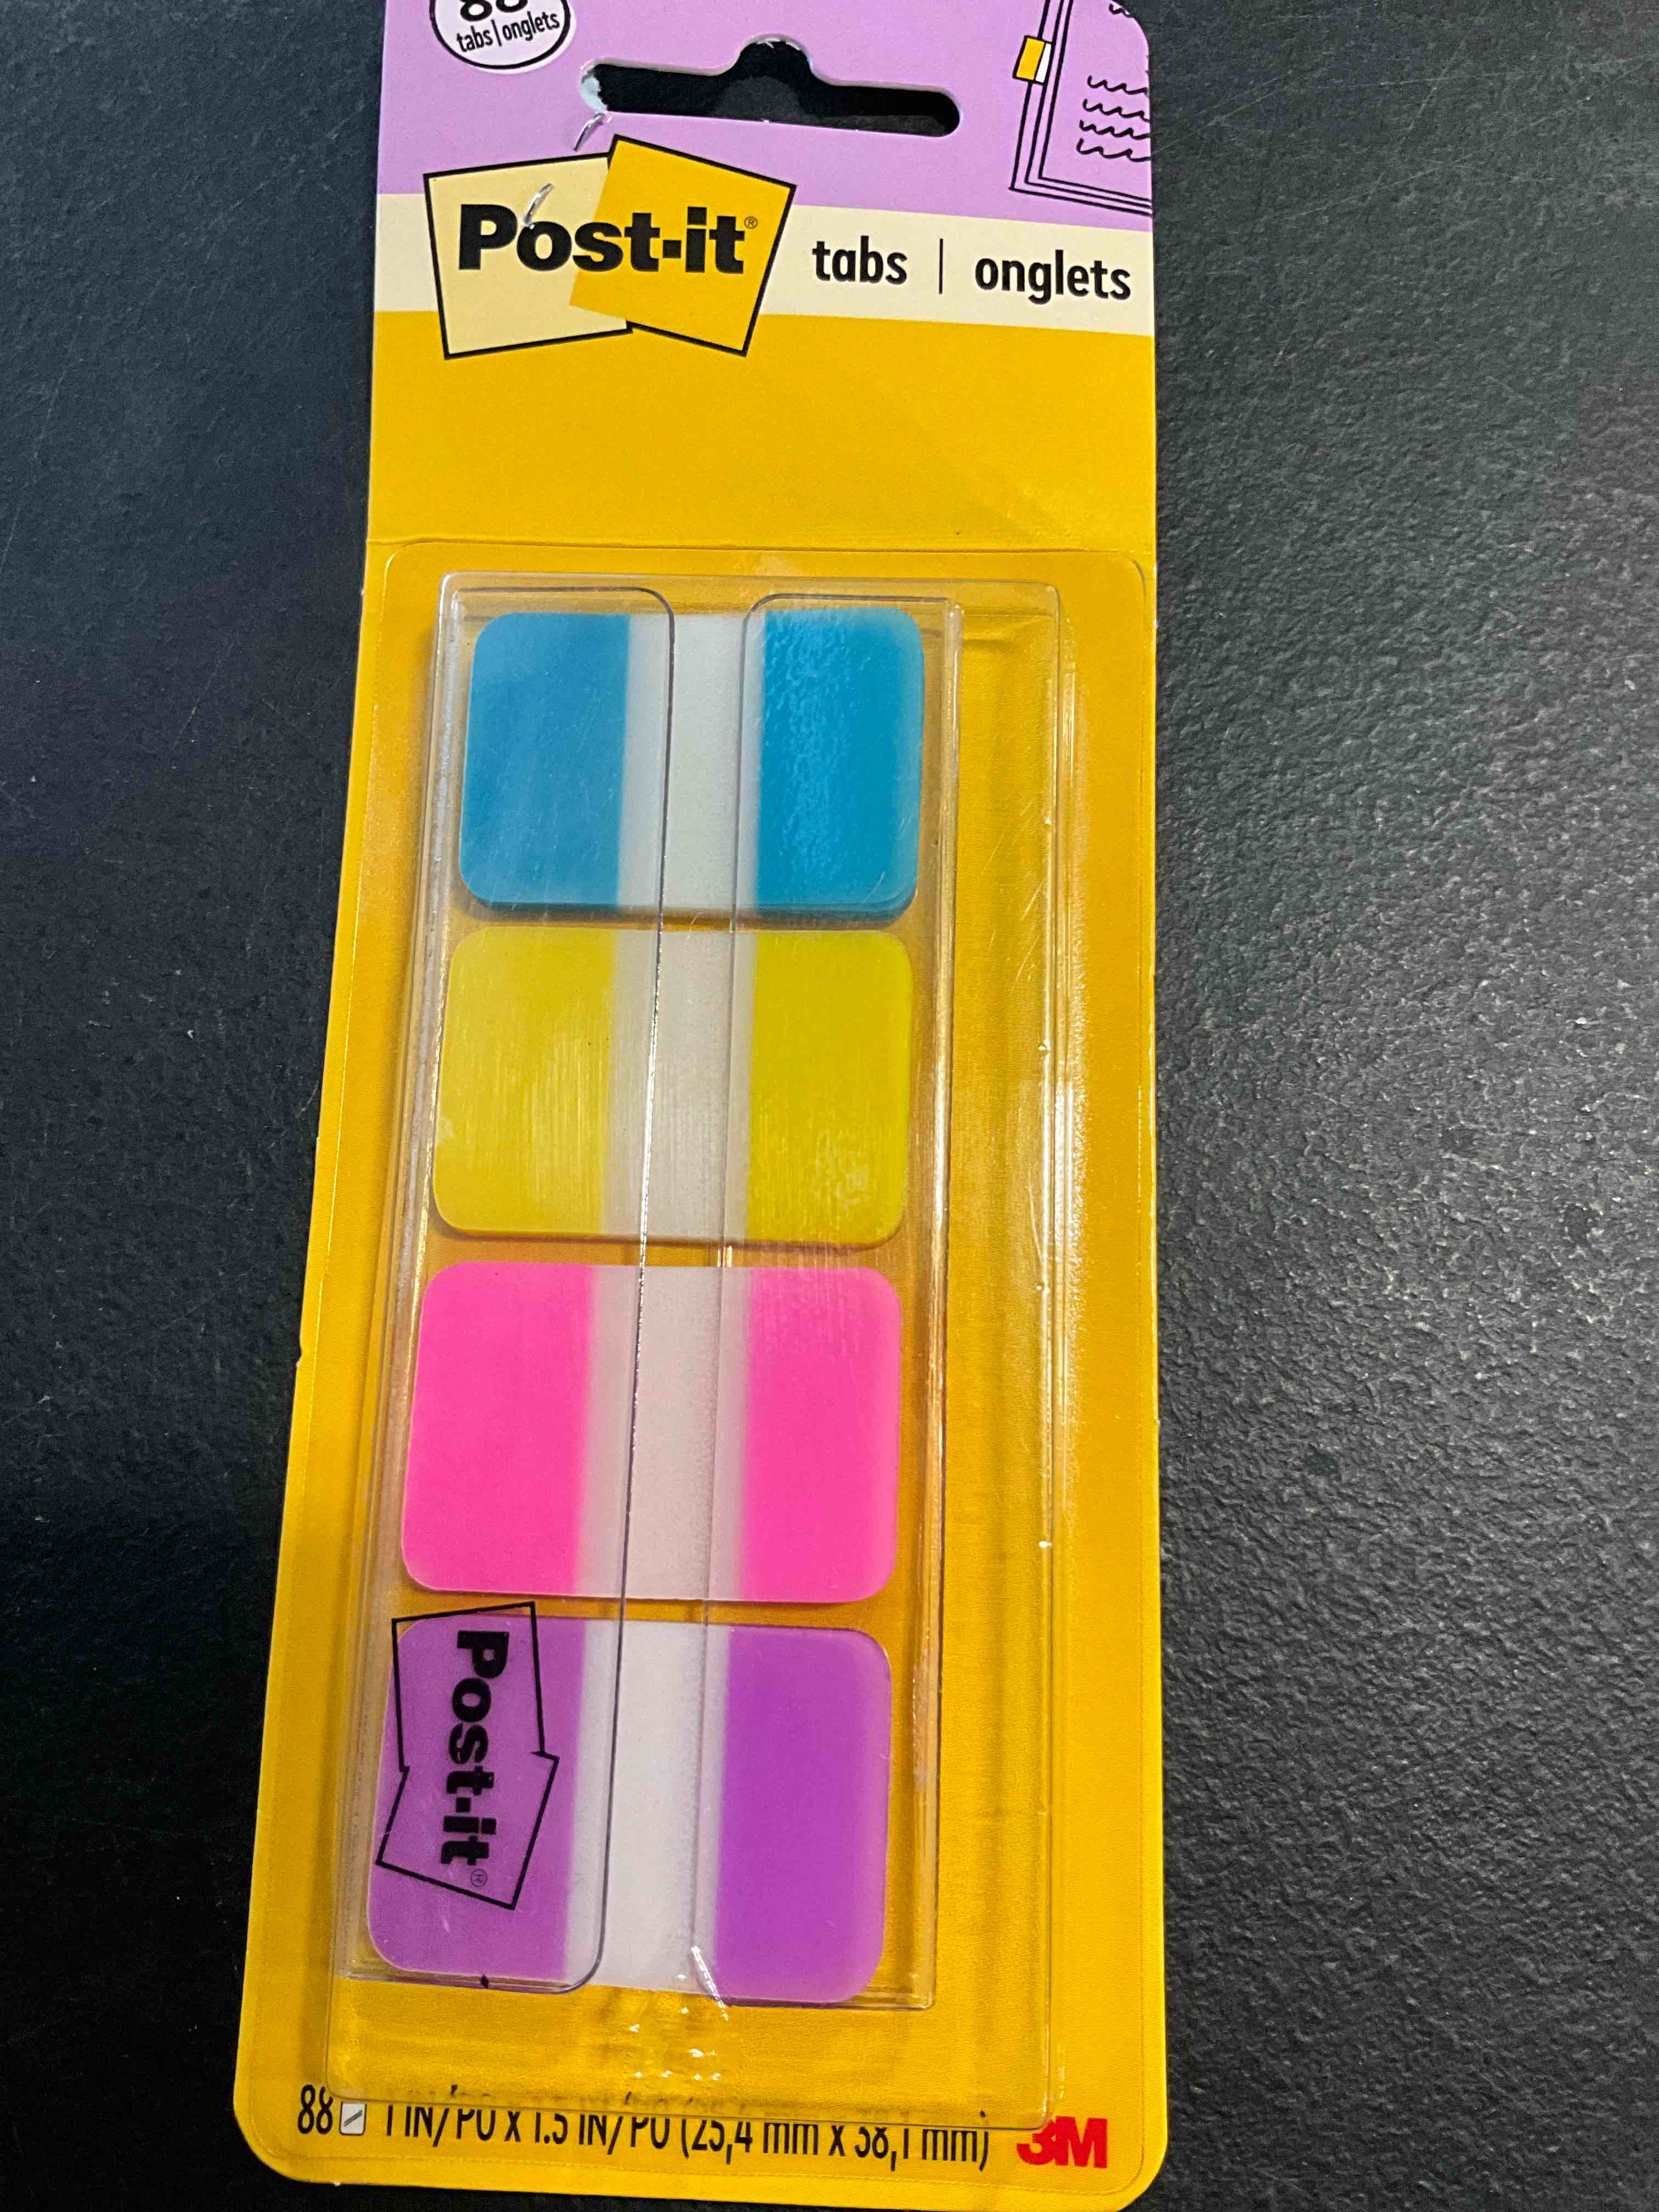 88
tabs | onglets
Post-it®
tabs | onglets
Post-it®
88 1 IN/PO X 1.5 IN/PO (25,4 mm x 38,1 mm) 3M